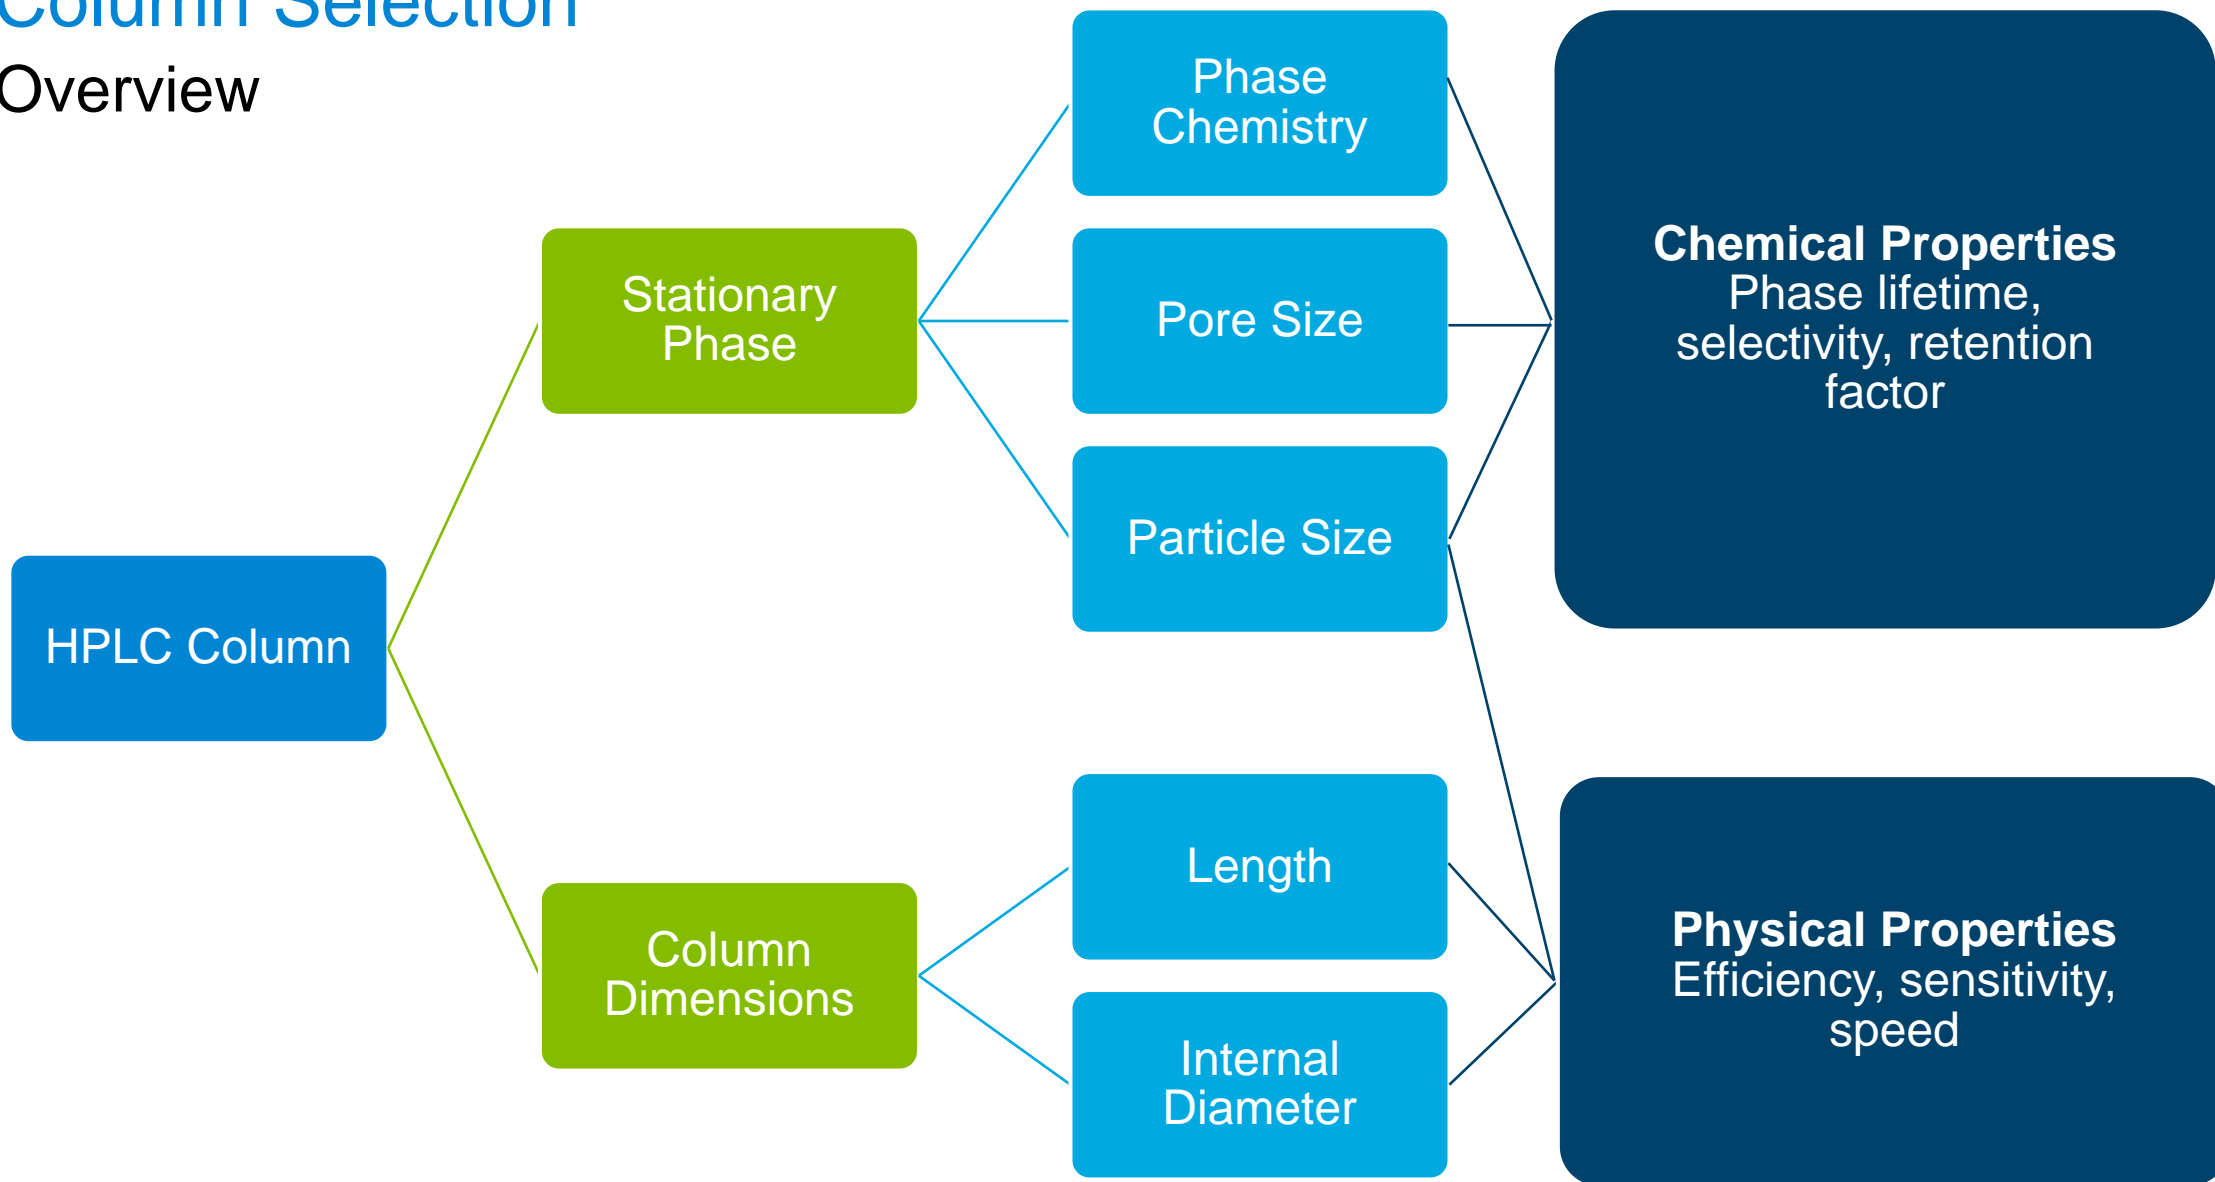 Column Selection
Overview
Phase
Chemistry
Chemical Properties
Phase lifetime,
selectivity, retention
factor
Stationary
Phase
Pore Size
Particle Size
HPLC Column
Length
Column
Dimensions
Physical Properties
Efficiency, sensitivity,
speed
Internal
Diameter